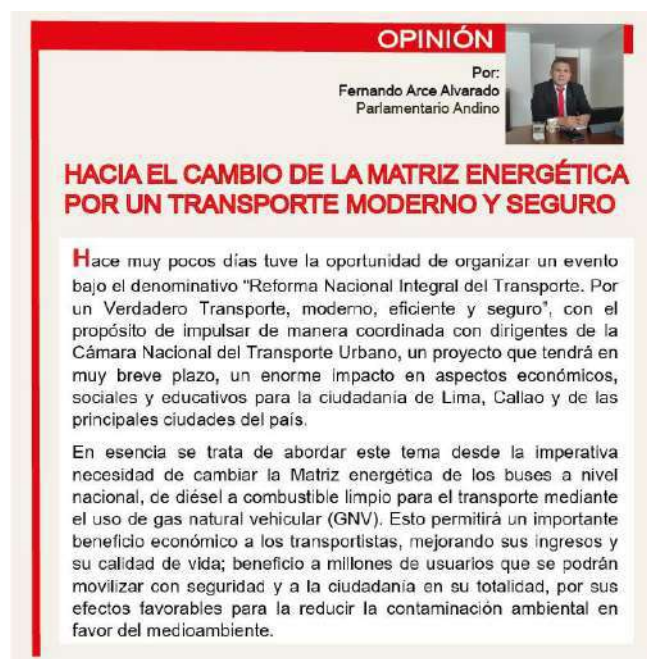 OPINIÓN
Por:
Fernando Arce Alvarado
Parlamentario Andino
HACIA EL CAMBIO DE LA MATRIZ ENERGÉTICA
POR UN TRANSPORTE MODERNO Y SEGURO
Hace muy pocos días tuve la oportunidad de organizar un evento
bajo el denominativo "Reforma Nacional Integral del Transporte. Por
un Verdadero Transporte, moderno, eficiente y seguro", con el
propósito de impulsar de manera coordinada con dirigentes de la
Cámara Nacional del Transporte Urbano, un proyecto que tendrá en
muy breve plazo, un enorme impacto en aspectos económicos,
sociales y educativos para la ciudadanía de Lima, Callao y de las
principales ciudades del país.
En esencia se trata de abordar este tema desde la imperativa
necesidad de cambiar la Matriz energética de los buses a nivel
nacional, de diésel a combustible limpio para el transporte mediante
el uso de gas natural vehicular (GNV). Esto permitirá un importante
beneficio económico a los transportistas, mejorando sus ingresos y
su calidad de vida; beneficio a millones de usuarios que se podrán
movilizar con seguridad y a la ciudadanía en su totalidad, por sus
efectos favorables para la reducir la contaminación ambiental en
favor del medioambiente.